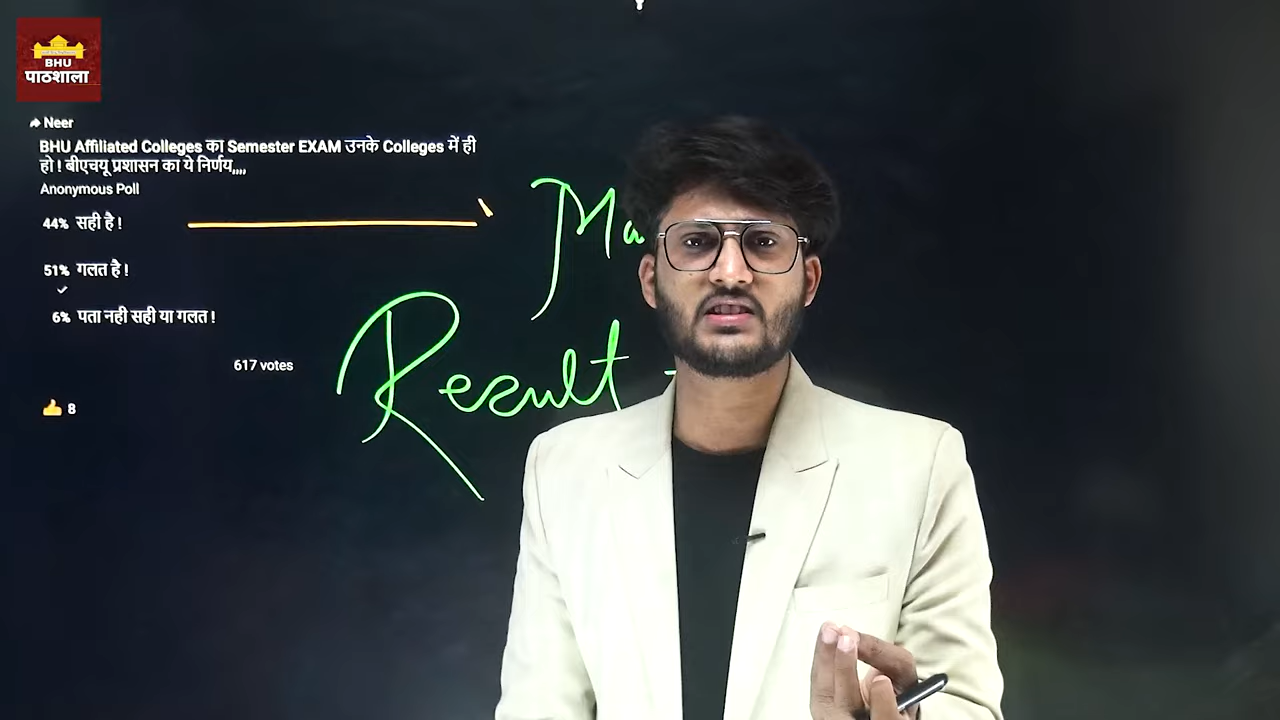 BHU
पाठशाला
Neer
BHU Affiliated Colleges का Semester EXAM उनके Colleges में ही
हो ! बीएचयू प्रशासन का ये निर्णय,,,,
Anonymous Poll
44% सही है !
51% गलत है !
6% पता नही सही या गलत !
617 votes
8
Ma
Result -